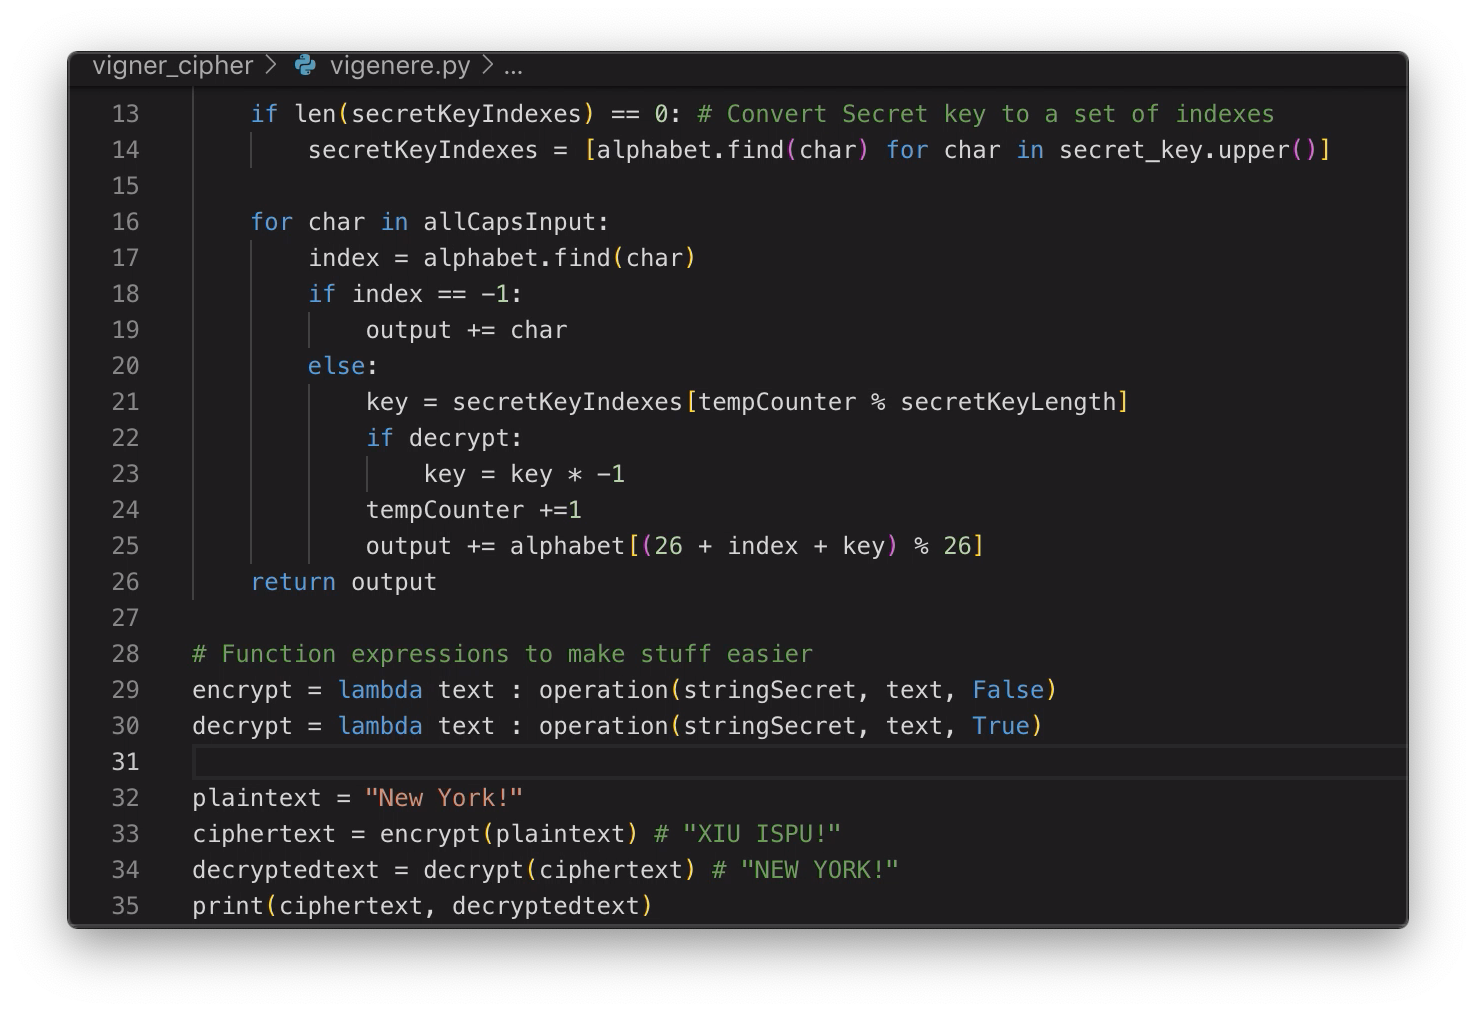 vigner_cipher > vigenere.py > ...
13 if len(secretKeyIndexes) == 0: # Convert Secret key to a set of indexes
14 secretKeyIndexes = [alphabet.find(char) for char in secret_key.upper()]
15
16 for char in allCapsInput:
17 index = alphabet.find(char)
18 if index == -1:
19 output += char
20 else:
21 key = secretKeyIndexes[tempCounter % secretKeyLength]
22 if decrypt:
23 key = key * -1
24 tempCounter +=1
25 output += alphabet[(26 + index + key) % 26]
26 return output
27
28 # Function expressions to make stuff easier
29 encrypt = lambda text : operation(stringSecret, text, False)
30 decrypt = lambda text : operation(stringSecret, text, True)
31
32 plaintext = "New York!"
33 ciphertext = encrypt(plaintext) # "XIU ISPU!"
34 decryptedtext = decrypt(ciphertext) # "NEW YORK!"
35 print(ciphertext, decryptedtext)